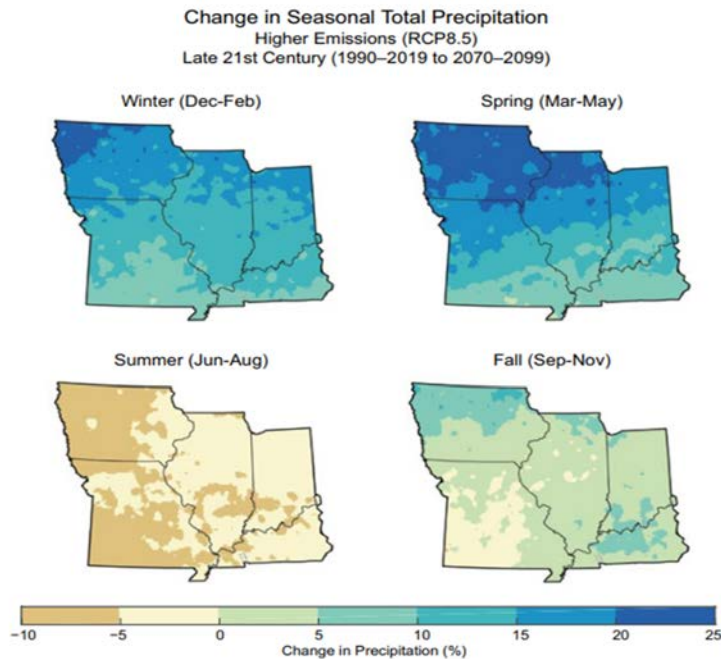 Change in Seasonal Total Precipitation
Higher Emissions (RCP8.5)
Late 21st Century (1990–2019 to 2070–2099)
Winter (Dec-Feb)
Spring (Mar-May)
Summer (Jun-Aug)
Fall (Sep-Nov)
−10 −5 0 5 10 15 20 25
Change in Precipitation (%)